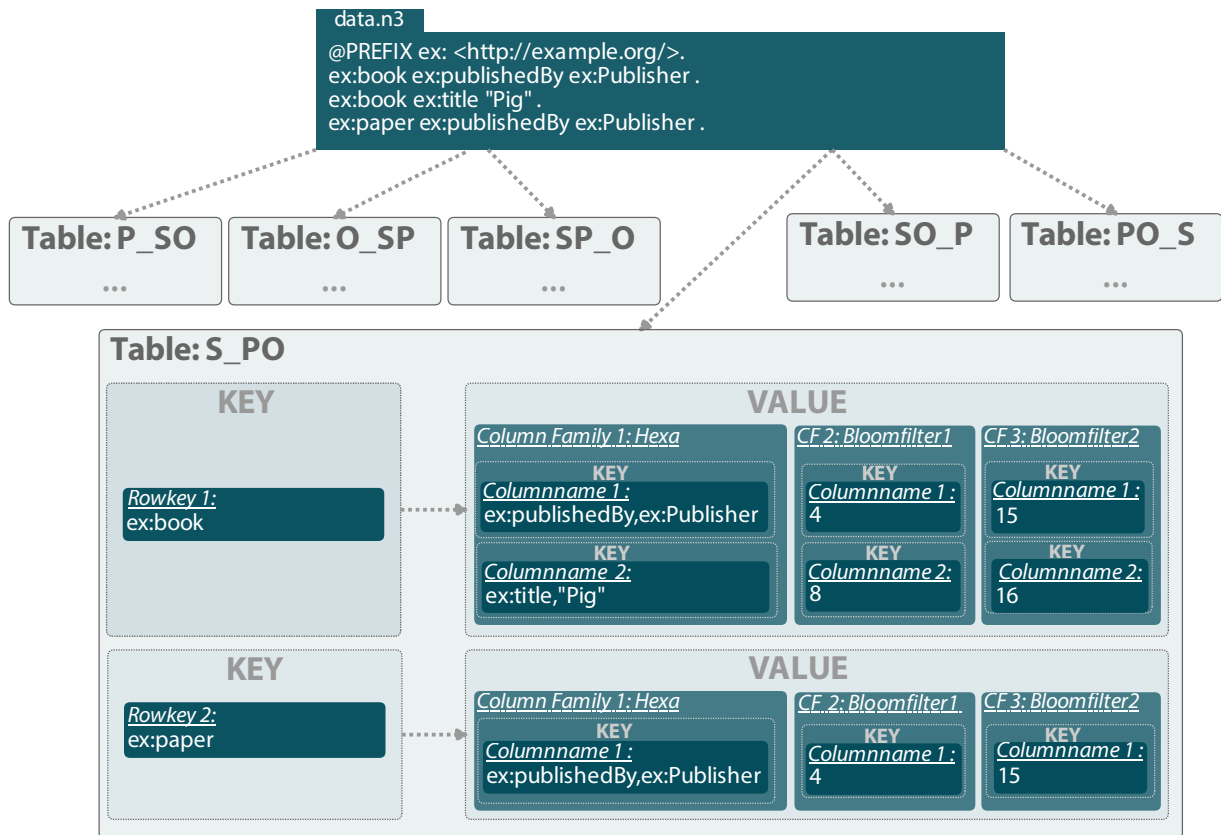 data.n3
@PREFIX ex: <http://example.org/>.
ex:book ex:publishedBy ex:Publisher .
ex:book ex:title "Pig" .
ex:paper ex:publishedBy ex:Publisher .
Table: P_SO
...
Table: O_SP
...
Table: SP_O
...
Table: SO_P
...
Table: PO_S
...
Table: S_PO
KEY
Rowkey 1:
ex:book
VALUE
Column Family 1: Hexa
KEY
Columnname 1 :
ex:publishedBy,ex:Publisher
KEY
Columnname 2:
ex:title,"Pig"
CF 2: Bloomfilter1
KEY
Columnname 1 :
4
KEY
Columnname 2:
8
CF 3: Bloomfilter2
KEY
Columnname 1 :
15
KEY
Columnname 2:
16
KEY
Rowkey 2:
ex:paper
VALUE
Column Family 1: Hexa
KEY
Columnname 1 :
ex:publishedBy,ex:Publisher
CF 2: Bloomfilter1
KEY
Columnname 1 :
4
CF 3: Bloomfilter2
KEY
Columnname 1 :
15